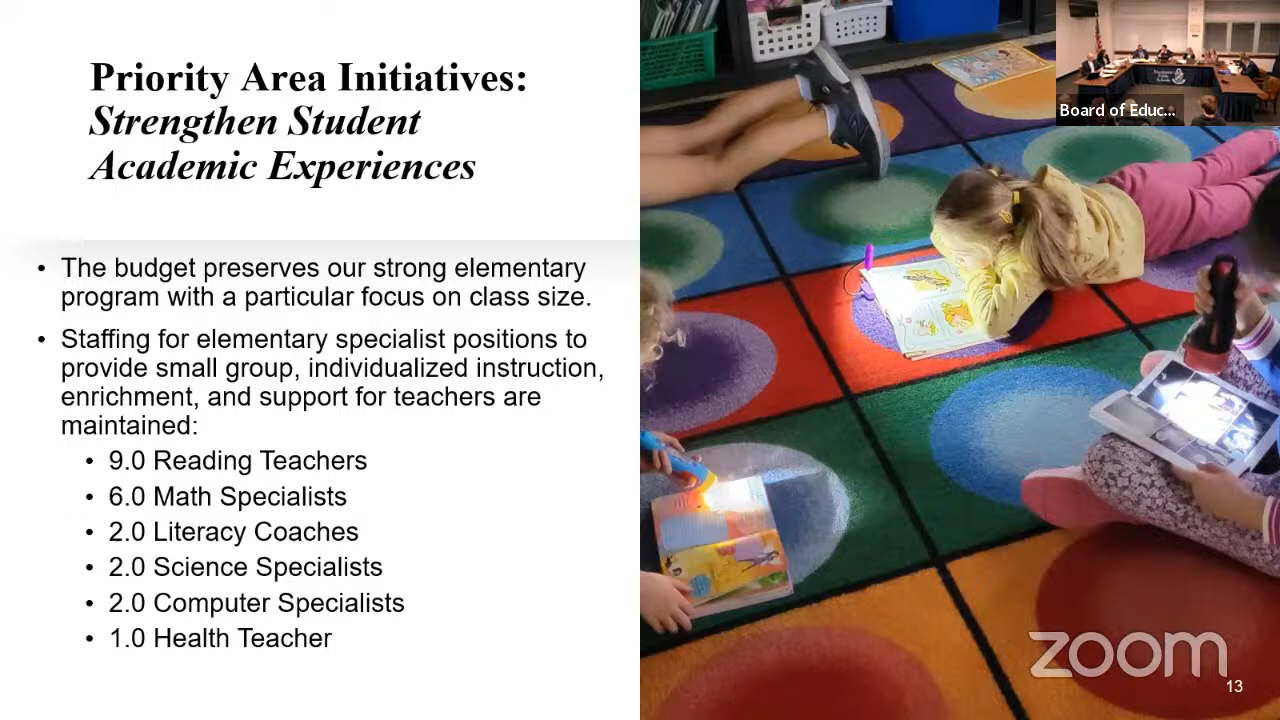 Priority Area Initiatives:
Strengthen Student
Academic Experiences
• The budget preserves our strong elementary
program with a particular focus on class size.
• Staffing for elementary specialist positions to
provide small group, individualized instruction,
enrichment, and support for teachers are
maintained:
• 9.0 Reading Teachers
• 6.0 Math Specialists
• 2.0 Literacy Coaches
• 2.0 Science Specialists
• 2.0 Computer Specialists
• 1.0 Health Teacher
Board of Educ...
zoom
13